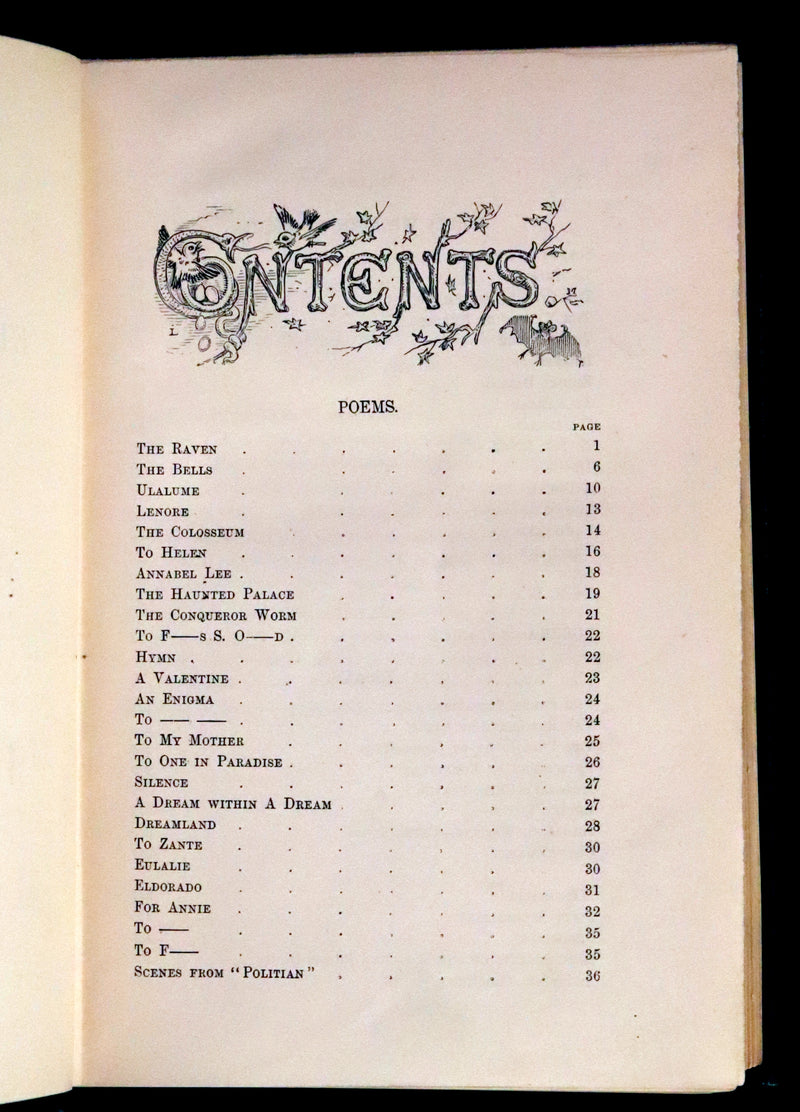 CONTENTS
L
POEMS.
PAGE
THE RAVEN . . . . . . . 1
THE BELLS . . . . . . 6
ULALUME . . . . . . 10
LENORE . . . . . . 13
THE COLOSSEUM . . . . . . 14
TO HELEN . . . . . . . 16
ANNABEL LEE . . . . . . . 18
THE HAUNTED PALACE . . . . . 19
THE CONQUEROR WORM . . . . . 21
TO F——S S. O——D . . . . . . 22
HYMN . . . . . . . . 22
A VALENTINE . . . . . . . 23
AN ENIGMA . . . . . . . 24
TO —— —— . . . . . . . 24
TO MY MOTHER . . . . . . 25
TO ONE IN PARADISE . . . . . . 26
SILENCE . . . . . . . 27
A DREAM WITHIN A DREAM . . . . . 27
DREAMLAND . . . . . . . 28
TO ZANTE . . . . . . . 30
EULALIE . . . . . . 30
ELDORADO . . . . . . . 31
FOR ANNIE . . . . . . . 32
TO —— . . . . . . . 35
TO F—— . . . . . . . 35
SCENES FROM "POLITIAN" . . . . . 36